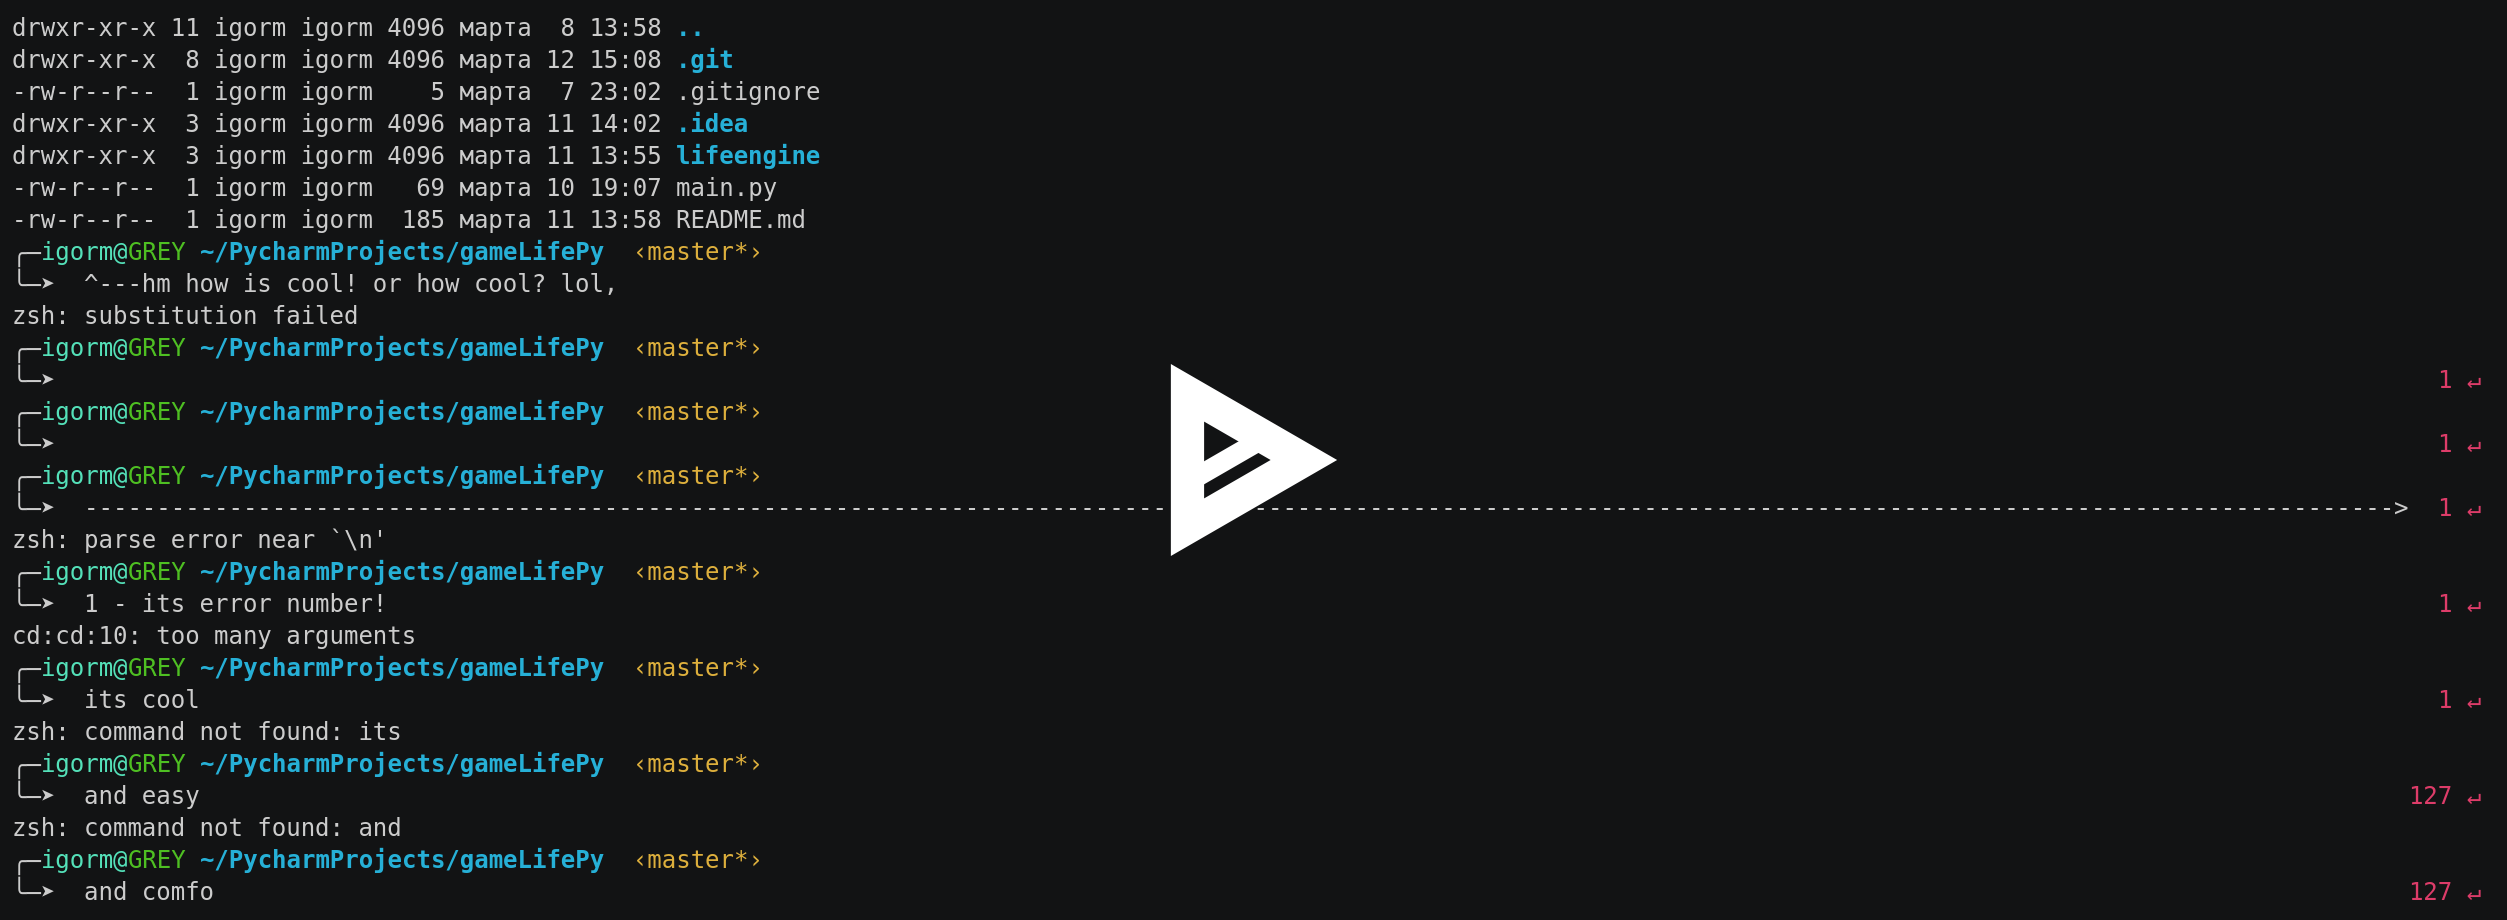 drwxr-xr-x 11 igorm igorm 4096 марта  8 13:58 ..
drwxr-xr-x  8 igorm igorm 4096 марта 12 15:08 .git
-rw-r--r--  1 igorm igorm    5 марта  7 23:02 .gitignore
drwxr-xr-x  3 igorm igorm 4096 марта 11 14:02 .idea
drwxr-xr-x  3 igorm igorm 4096 марта 11 13:55 lifeengine
-rw-r--r--  1 igorm igorm   69 марта 10 19:07 main.py
-rw-r--r--  1 igorm igorm  185 марта 11 13:58 README.md
╭─igorm@GREY ~/PycharmProjects/gameLifePy  ‹master*›
╰─➤  ^---hm how is cool! or how cool? lol,
zsh: substitution failed
╭─igorm@GREY ~/PycharmProjects/gameLifePy  ‹master*›
╰─➤  1 ↵
╭─igorm@GREY ~/PycharmProjects/gameLifePy  ‹master*›
╰─➤  1 ↵
╭─igorm@GREY ~/PycharmProjects/gameLifePy  ‹master*›
╰─➤  ----------------------------------------------------------------------------------------------------------------------------------------------------------------> 1 ↵
zsh: parse error near `\n'
╭─igorm@GREY ~/PycharmProjects/gameLifePy  ‹master*›
╰─➤  1 - its error number! 1 ↵
cd:cd:10: too many arguments
╭─igorm@GREY ~/PycharmProjects/gameLifePy  ‹master*›
╰─➤  its cool 1 ↵
zsh: command not found: its
╭─igorm@GREY ~/PycharmProjects/gameLifePy  ‹master*›
╰─➤  and easy 127 ↵
zsh: command not found: and
╭─igorm@GREY ~/PycharmProjects/gameLifePy  ‹master*›
╰─➤  and comfo 127 ↵